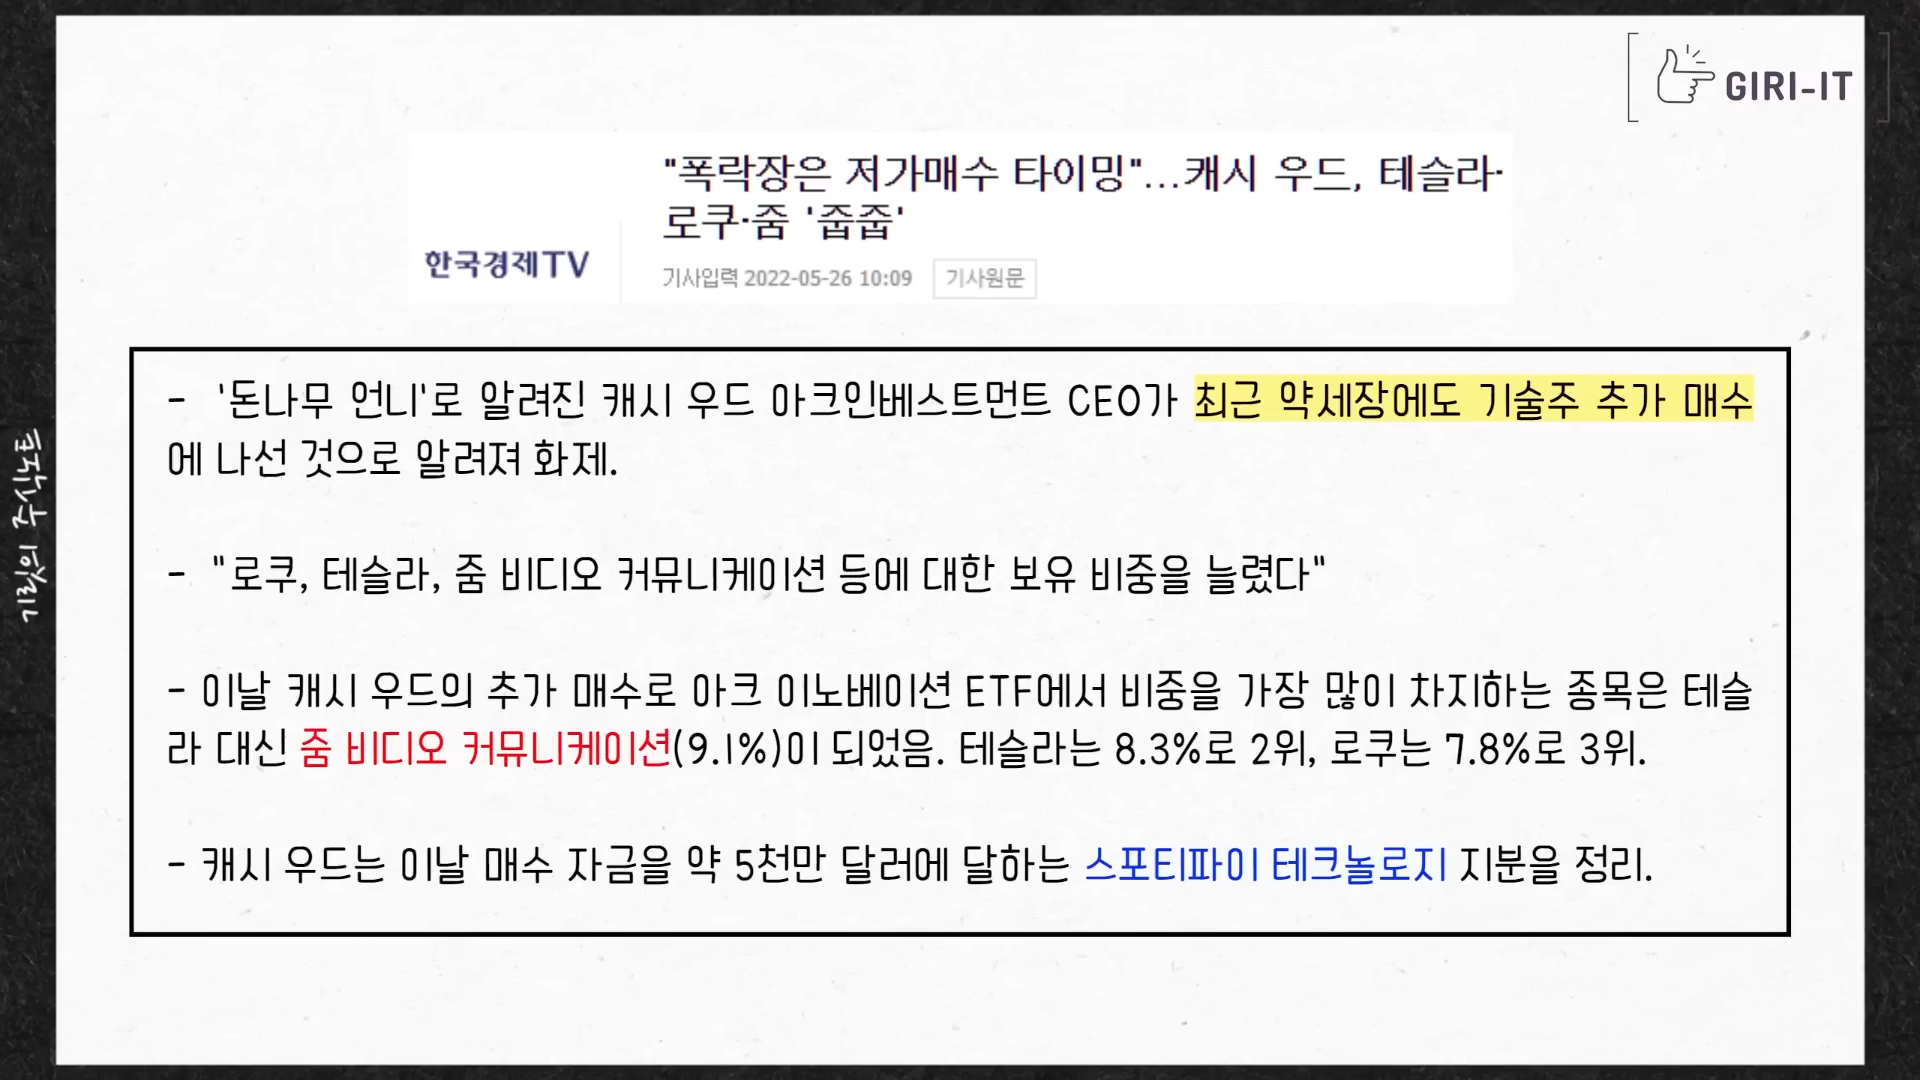 GIRI-IT
"폭락장은 저가매수 타이밍"...캐시 우드, 테슬라·
로쿠·줌 '줍줍'
한국경제TV
기사입력 2022-05-26 10:09 기사원문
- '돈나무 언니'로 알려진 캐시 우드 아크인베스트먼트 CEO가 최근 약세장에도 기술주 추가 매수
에 나선 것으로 알려져 화제.
- "로쿠, 테슬라, 줌 비디오 커뮤니케이션 등에 대한 보유 비중을 늘렸다"
- 이날 캐시 우드의 추가 매수로 아크 이노베이션 ETF에서 비중을 가장 많이 차지하는 종목은 테슬
라 대신 줌 비디오 커뮤니케이션(9.1%)이 되었음. 테슬라는 8.3%로 2위, 로쿠는 7.8%로 3위.
- 캐시 우드는 이날 매수 자금을 약 5천만 달러에 달하는 스포티파이 테크놀로지 지분을 정리.
기릿의 주식노트